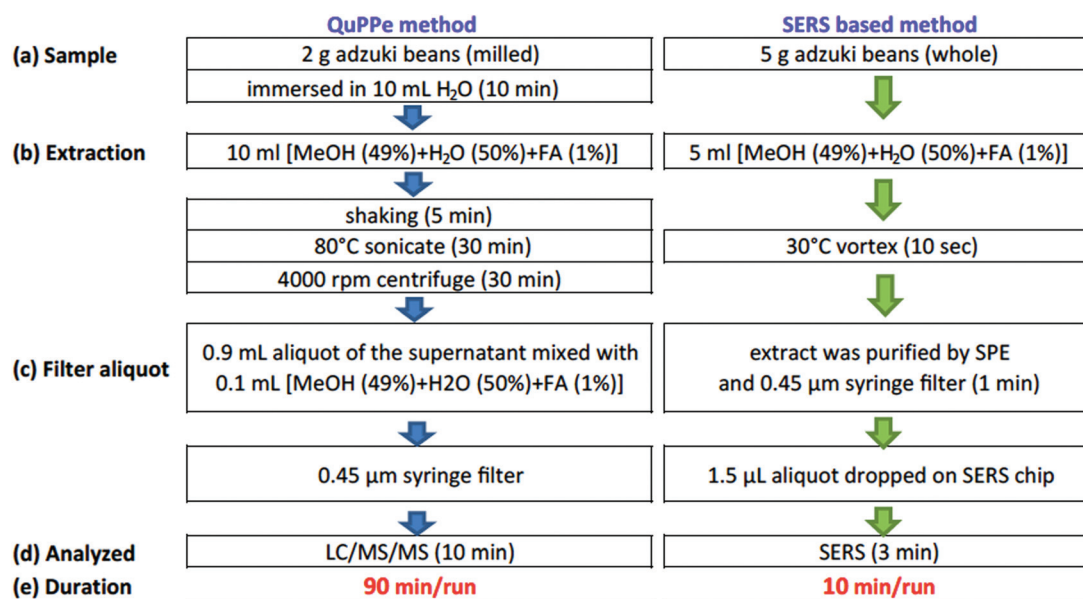 QuPPe method
SERS based method
(a) Sample
2 g adzuki beans (milled)
5 g adzuki beans (whole)
immersed in 10 mL H₂O (10 min)
(b) Extraction
10 ml [MeOH (49%)+H₂O (50%)+FA (1%)]
5 ml [MeOH (49%)+H₂O (50%)+FA (1%)]
shaking (5 min)
80°C sonicate (30 min)
30°C vortex (10 sec)
4000 rpm centrifuge (30 min)
(c) Filter aliquot
0.9 mL aliquot of the supernatant mixed with
0.1 mL [MeOH (49%)+H2O (50%)+FA (1%)]
extract was purified by SPE
and 0.45 μm syringe filter (1 min)
0.45 μm syringe filter
1.5 μL aliquot dropped on SERS chip
(d) Analyzed
LC/MS/MS (10 min)
SERS (3 min)
(e) Duration
90 min/run
10 min/run